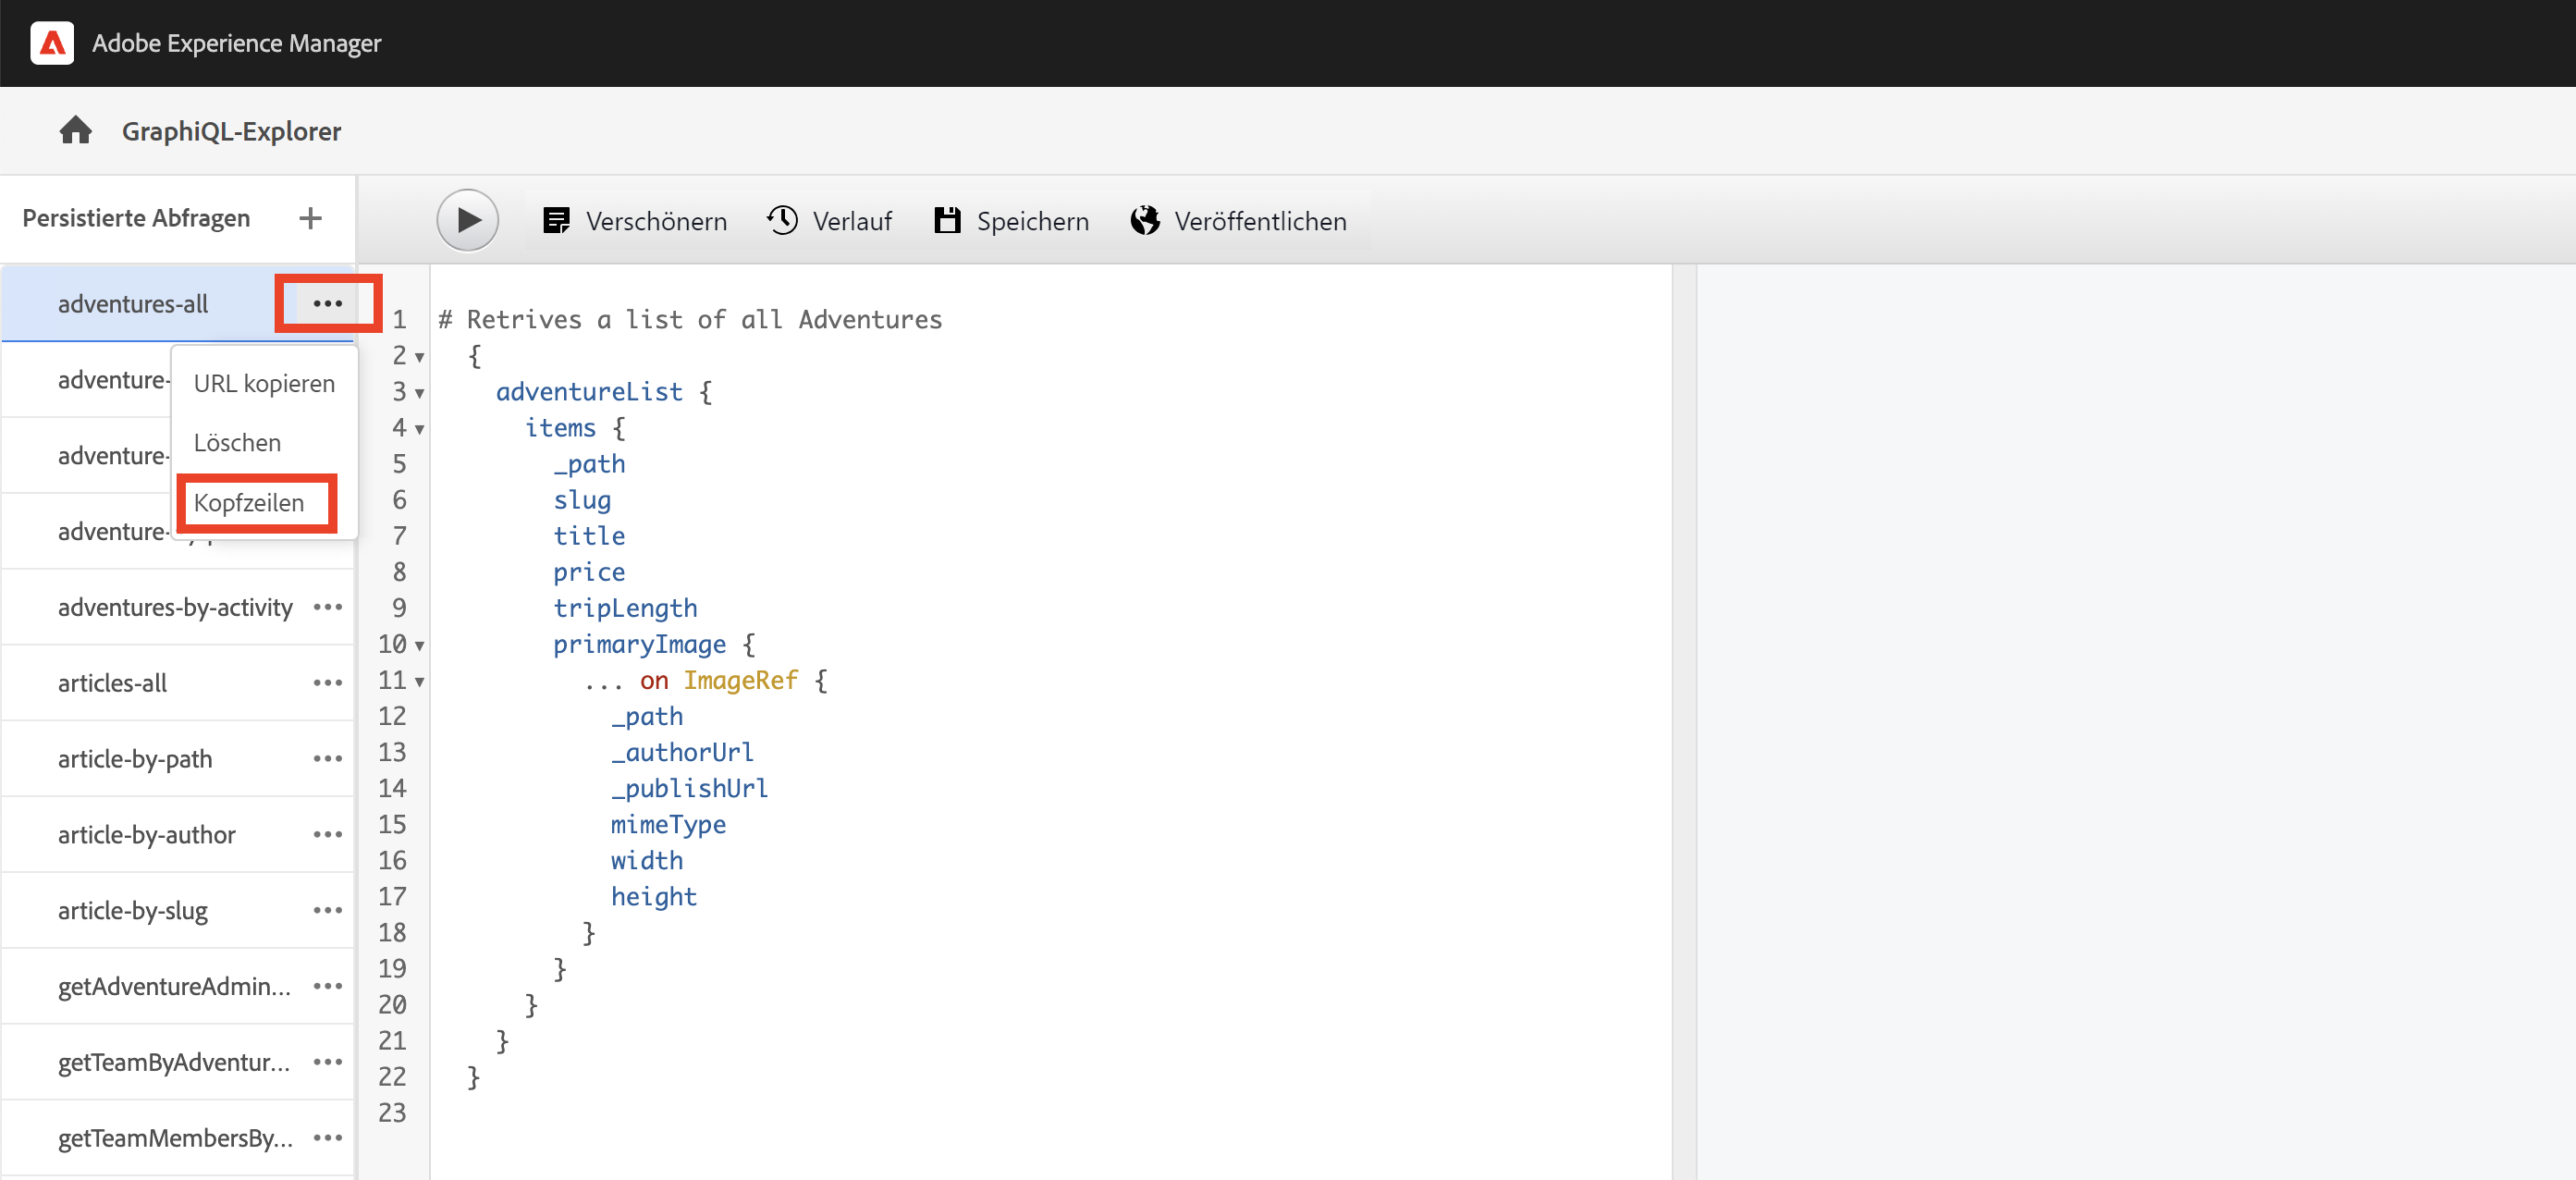 Adobe Experience Manager
GraphiQL-Explorer
Persistierte Abfragen +
Verschönern Verlauf Speichern Veröffentlichen
adventures-all ...
URL kopieren
Löschen
Kopfzeilen
adventure-
adventure-
adventure-
adventures-by-activity ...
articles-all ...
article-by-path ...
article-by-author ...
article-by-slug ...
getAdventureAdmin... ...
getTeamByAdventur... ...
getTeamMembersBy... ...
1 # Retrives a list of all Adventures
2 {
3 adventureList {
4 items {
5 _path
6 slug
7 title
8 price
9 tripLength
10 primaryImage {
11 ... on ImageRef {
12 _path
13 _authorUrl
14 _publishUrl
15 mimeType
16 width
17 height
18 }
19 }
20 }
21 }
22 }
23